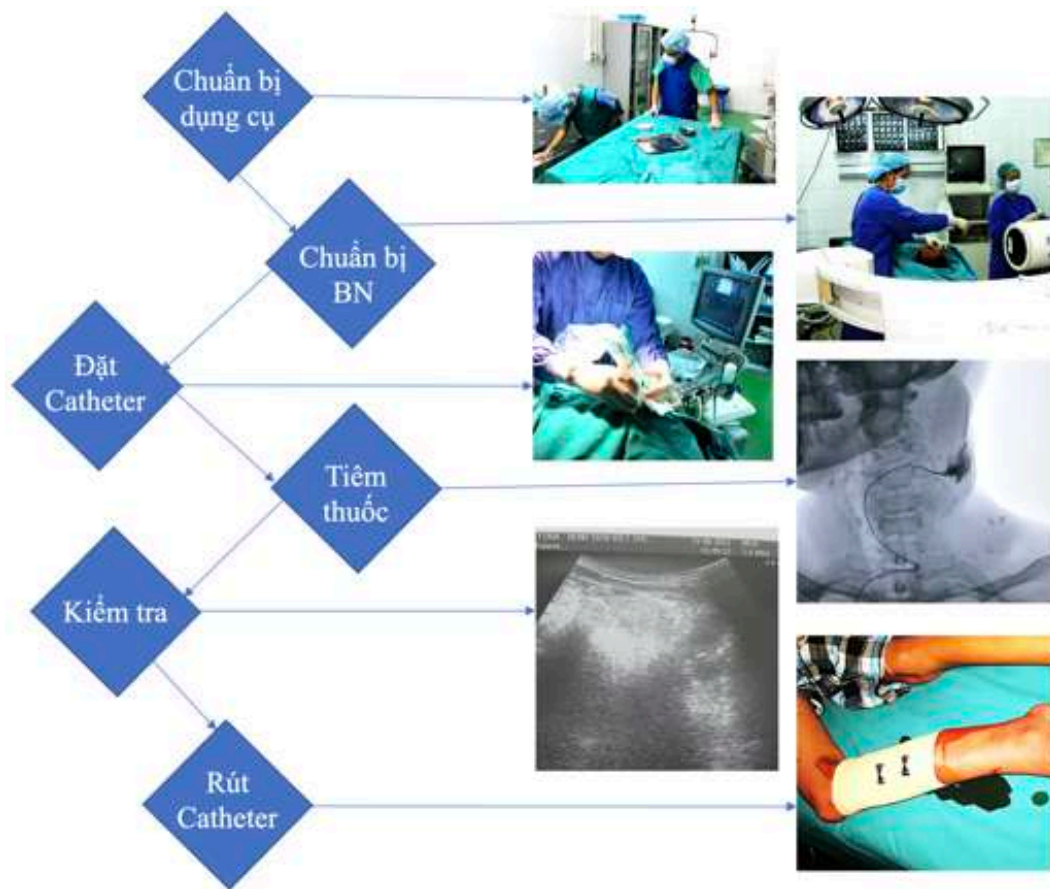 Chuẩn bị
dụng cụ
Chuẩn bị
BN
Đặt
Catheter
Tiêm
thuốc
Kiểm tra
Rút
Catheter